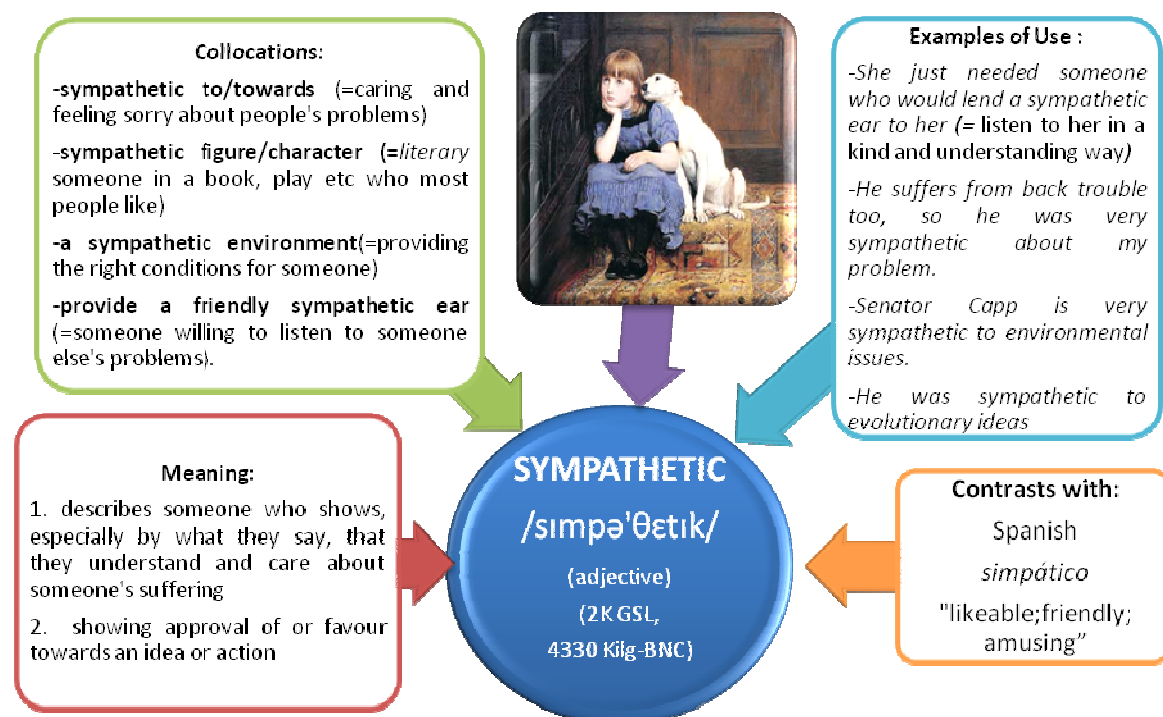 Collocations:
-sympathetic to/towards (=caring and
feeling sorry about people's problems)
-sympathetic figure/character (=literary
someone in a book, play etc who most
people like)
-a sympathetic environment(=providing
the right conditions for someone)
-provide a friendly sympathetic ear
(=someone willing to listen to someone
else's problems).
Examples of Use :
-She just needed someone
who would lend a sympathetic
ear to her (= listen to her in a
kind and understanding way)
-He suffers from back trouble
too, so he was very
sympathetic about my
problem.
-Senator Capp is very
sympathetic to environmental
issues.
-He was sympathetic to
evolutionary ideas
Meaning:
1. describes someone who shows,
especially by what they say, that
they understand and care about
someone's suffering
2. showing approval of or favour
towards an idea or action
SYMPATHETIC
/sɪmpə'θɛtɪk/
(adjective)
(2K GSL,
4330 Kilg-BNC)
Contrasts with:
Spanish
simpático
"likeable;friendly;
amusing”